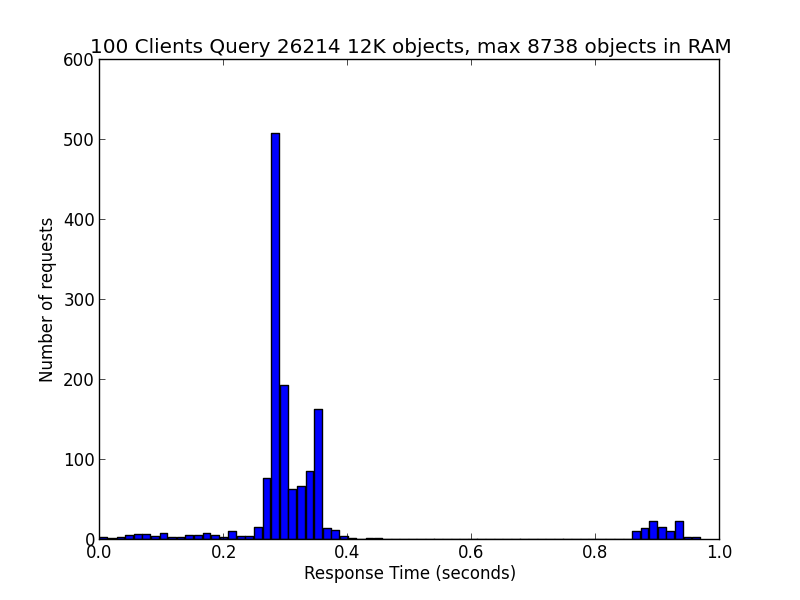 100 Clients Query 26214 12K objects, max 8738 objects in RAM
600
500
400
300
200
100
0
Number of requests
0.0 0.2 0.4 0.6 0.8 1.0
Response Time (seconds)